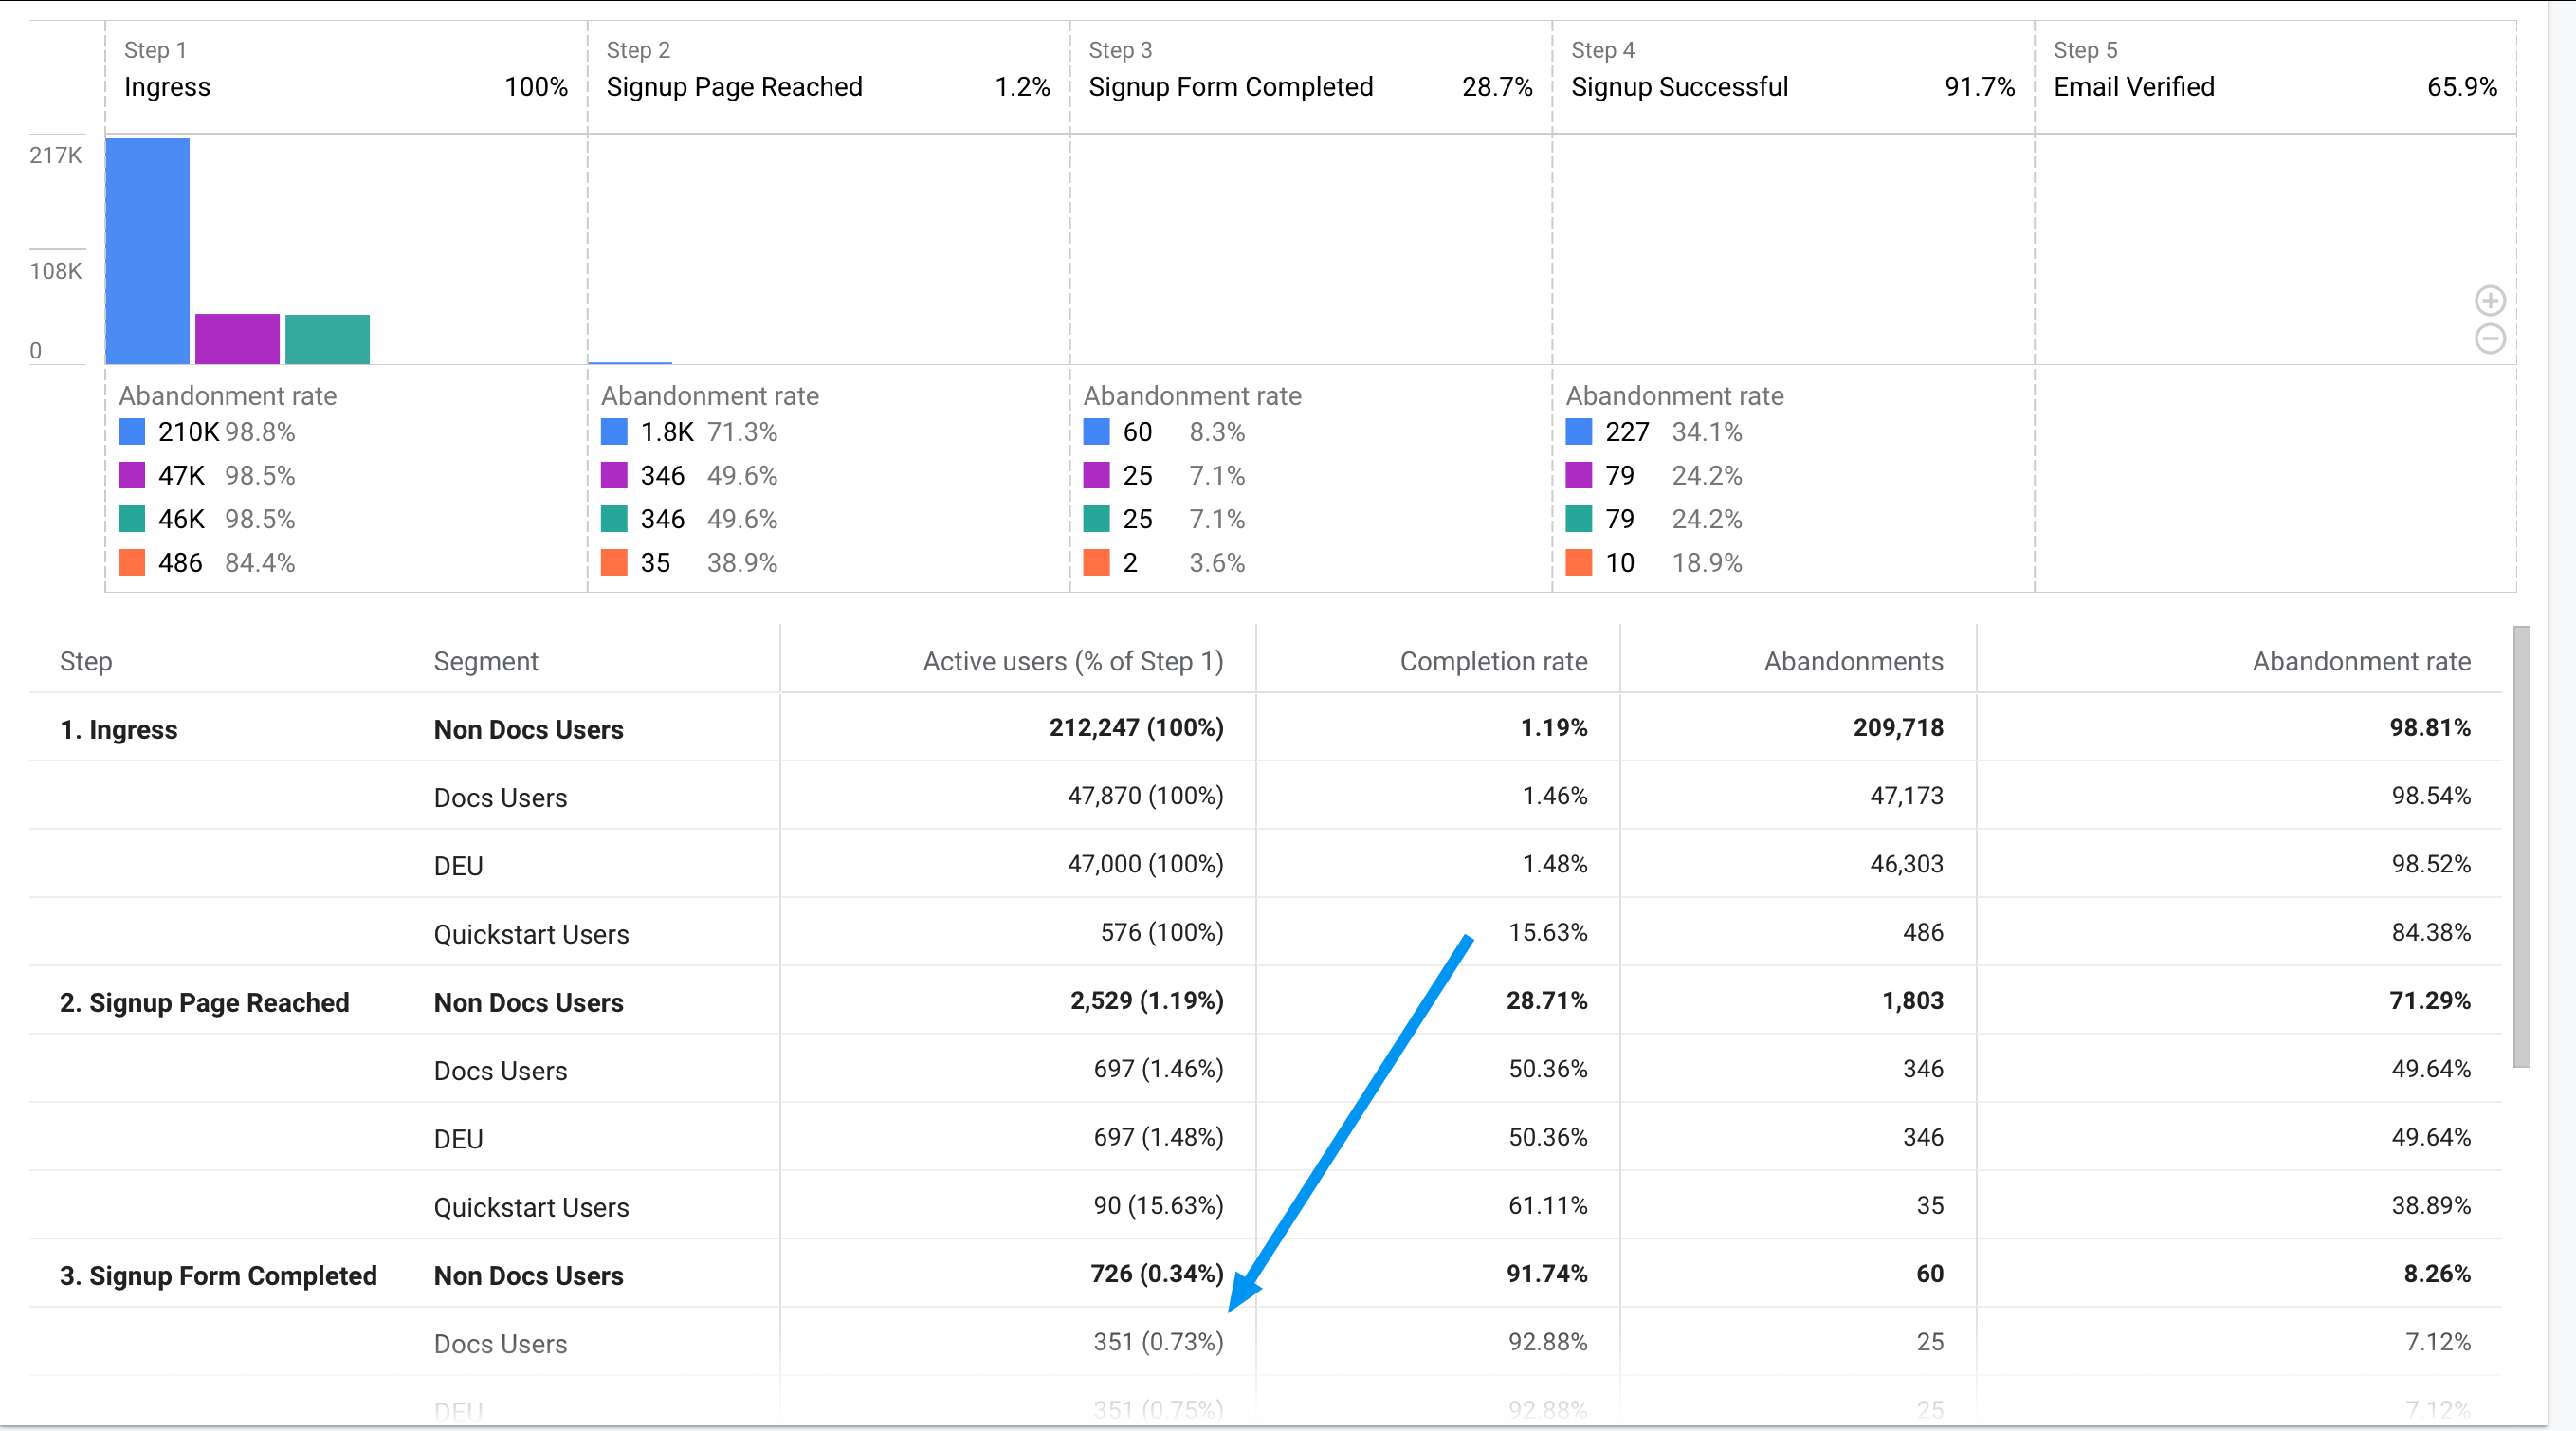 Step 1
Ingress 100%
Step 2
Signup Page Reached 1.2%
Step 3
Signup Form Completed 28.7%
Step 4
Signup Successful 91.7%
Step 5
Email Verified 65.9%
217K
108K
0
Abandonment rate
210K 98.8%
47K 98.5%
46K 98.5%
486 84.4%
Abandonment rate
1.8K 71.3%
346 49.6%
346 49.6%
35 38.9%
Abandonment rate
60 8.3%
25 7.1%
25 7.1%
2 3.6%
Abandonment rate
227 34.1%
79 24.2%
79 24.2%
10 18.9%
Step Segment Active users (% of Step 1) Completion rate Abandonments Abandonment rate
1. Ingress Non Docs Users 212,247 (100%) 1.19% 209,718 98.81%
Docs Users 47,870 (100%) 1.46% 47,173 98.54%
DEU 47,000 (100%) 1.48% 46,303 98.52%
Quickstart Users 576 (100%) 15.63% 486 84.38%
2. Signup Page Reached Non Docs Users 2,529 (1.19%) 28.71% 1,803 71.29%
Docs Users 697 (1.46%) 50.36% 346 49.64%
DEU 697 (1.48%) 50.36% 346 49.64%
Quickstart Users 90 (15.63%) 61.11% 35 38.89%
3. Signup Form Completed Non Docs Users 726 (0.34%) 91.74% 60 8.26%
Docs Users 351 (0.73%) 92.88% 25 7.12%
DEU 351 (0.75%) 92.88% 25 7.12%